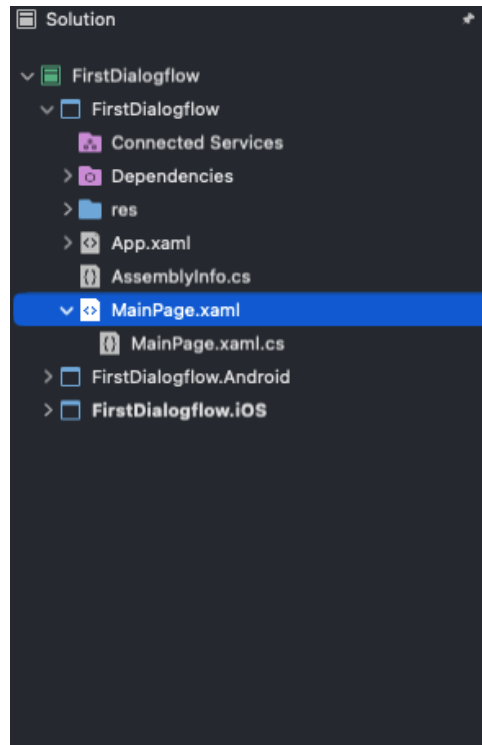 Solution
FirstDialogflow
FirstDialogflow
Connected Services
Dependencies
res
App.xaml
AssemblyInfo.cs
MainPage.xaml
MainPage.xaml.cs
FirstDialogflow.Android
FirstDialogflow.iOS